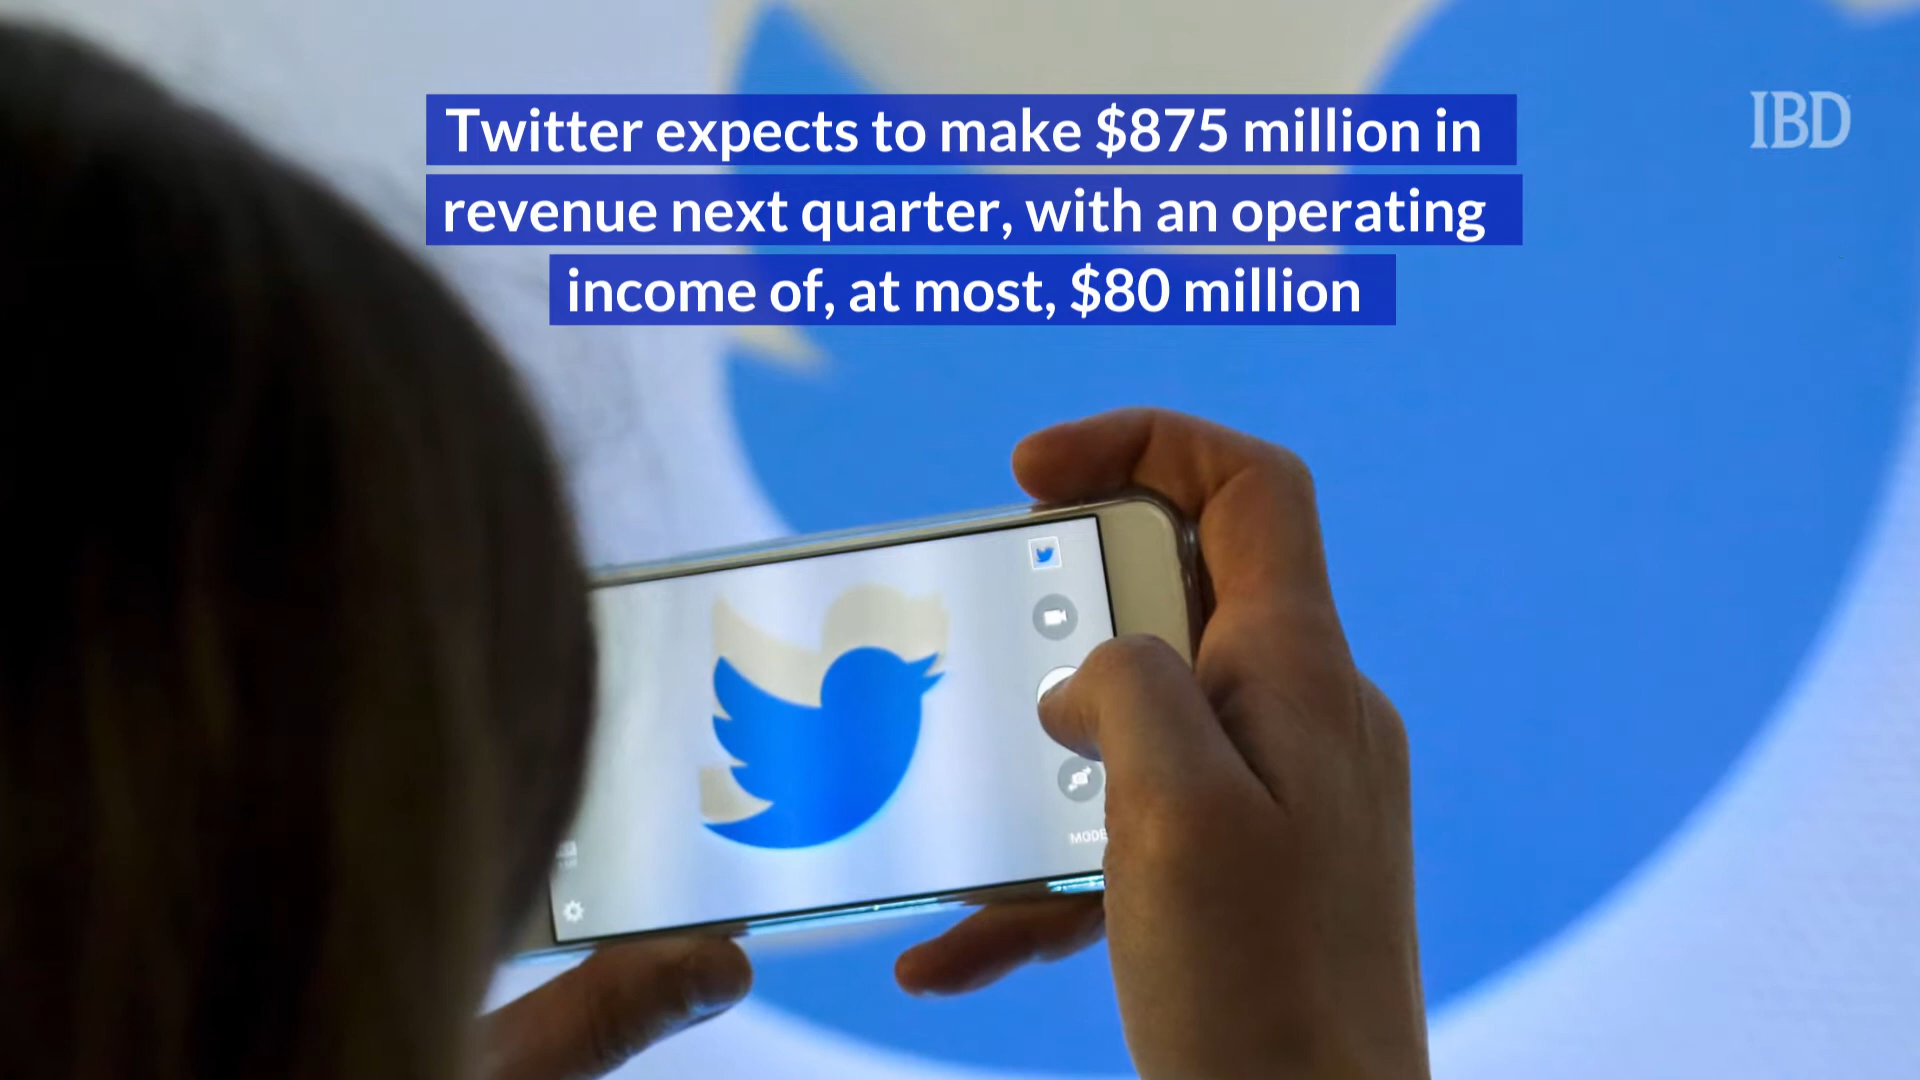 Twitter expects to make $875 million in
IBD
revenue next quarter, with an operating
income of, at most, $80 million
MODE